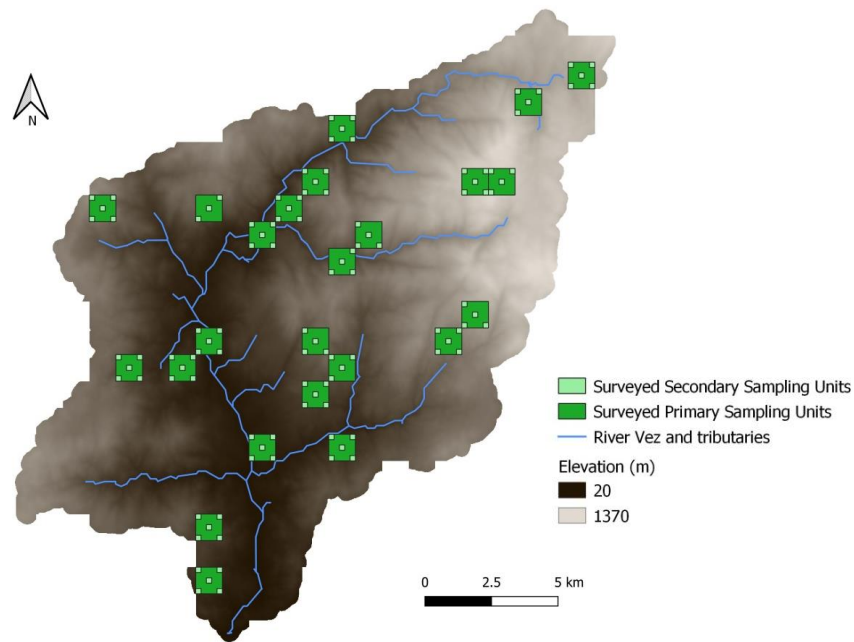 N
Surveyed Secondary Sampling Units
Surveyed Primary Sampling Units
River Vez and tributaries
Elevation (m)
20
1370
0 2.5 5 km